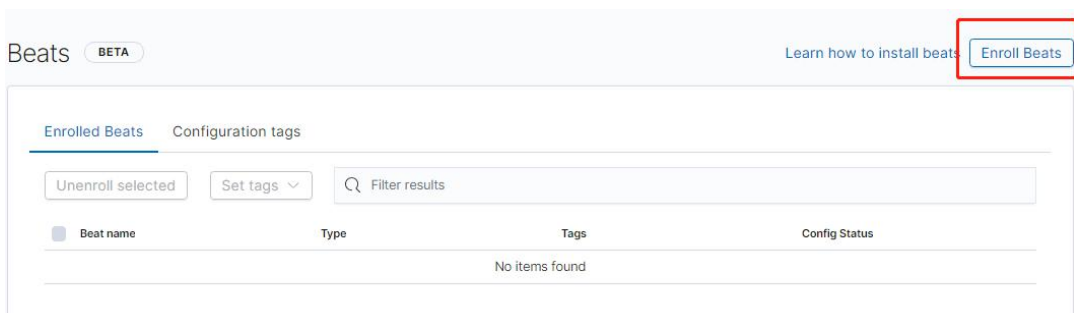 Beats BETA
Learn how to install beats Enroll Beats
Enrolled Beats Configuration tags
Unenroll selected Set tags Filter results
Beat name Type Tags Config Status
No items found